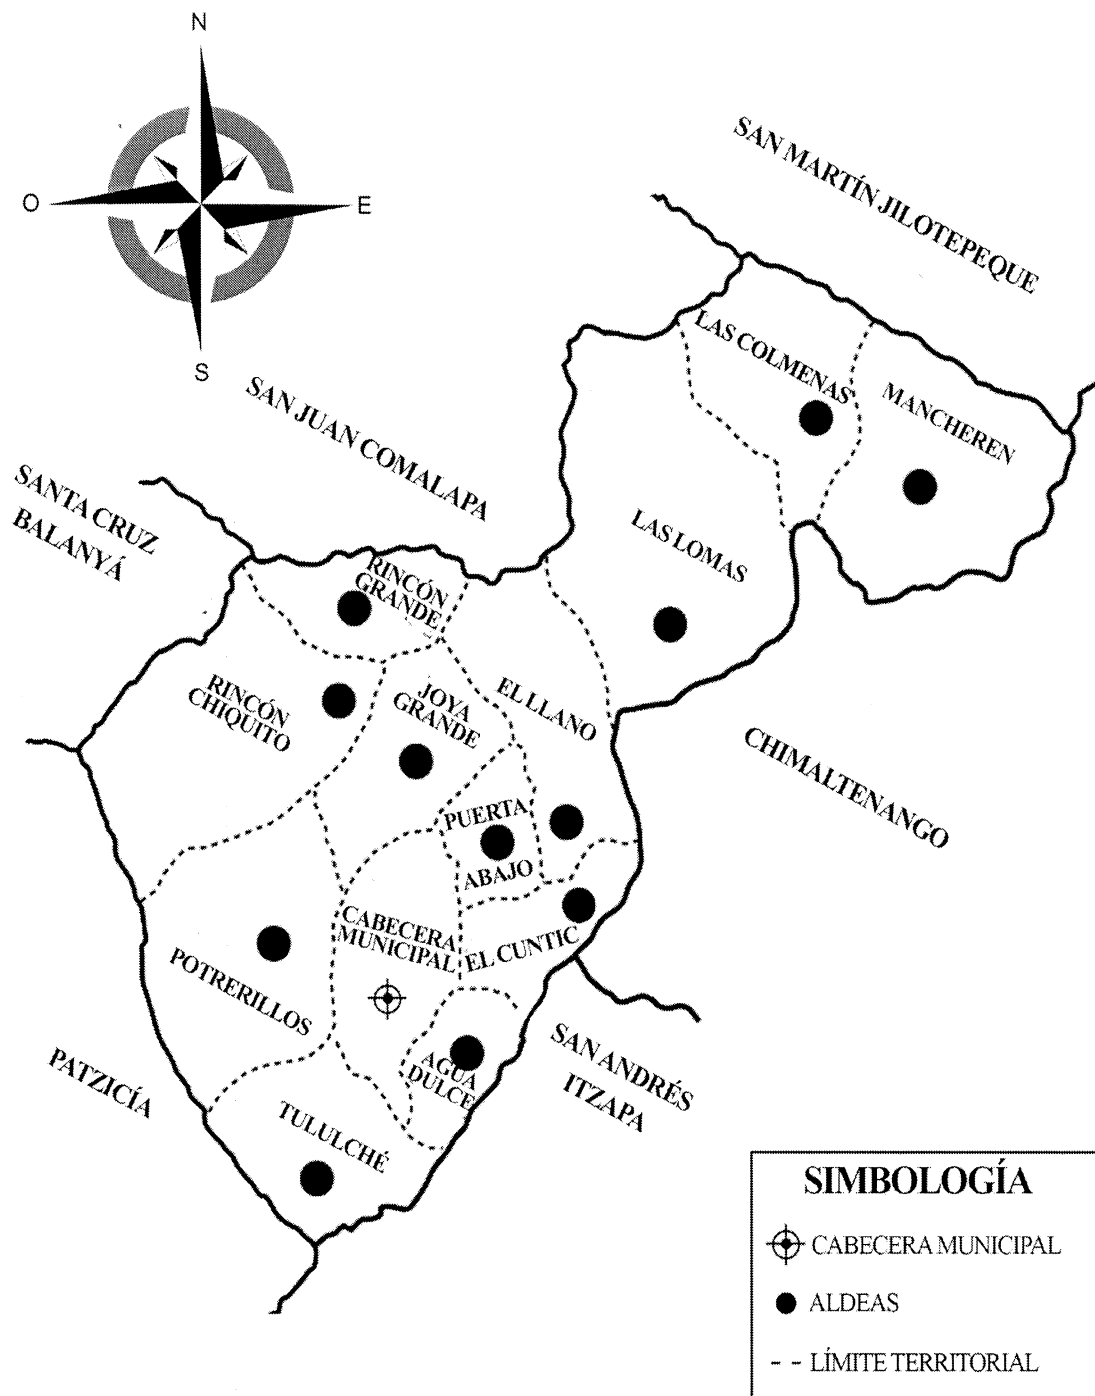 N
O
E
S
SAN MARTÍN JILOTEPEQUE
LAS COLMENAS
MANCHEREN
SAN JUAN COMALAPA
SANTA CRUZ
BALANYÁ
LAS LOMAS
RINCÓN
GRANDE
RINCÓN
CHIQUITO
JOYA
GRANDE
EL LLANO
CHIMALTENANGO
PUERTA
ABAJO
CABECERA
MUNICIPAL
EL CUNTIC
POTRERILLOS
SAN ANDRÉS
ITZAPA
AGUA
DULCE
PATZICÍA
TULULCHÉ
SIMBOLOGÍA
CABECERA MUNICIPAL
ALDEAS
LÍMITE TERRITORIAL